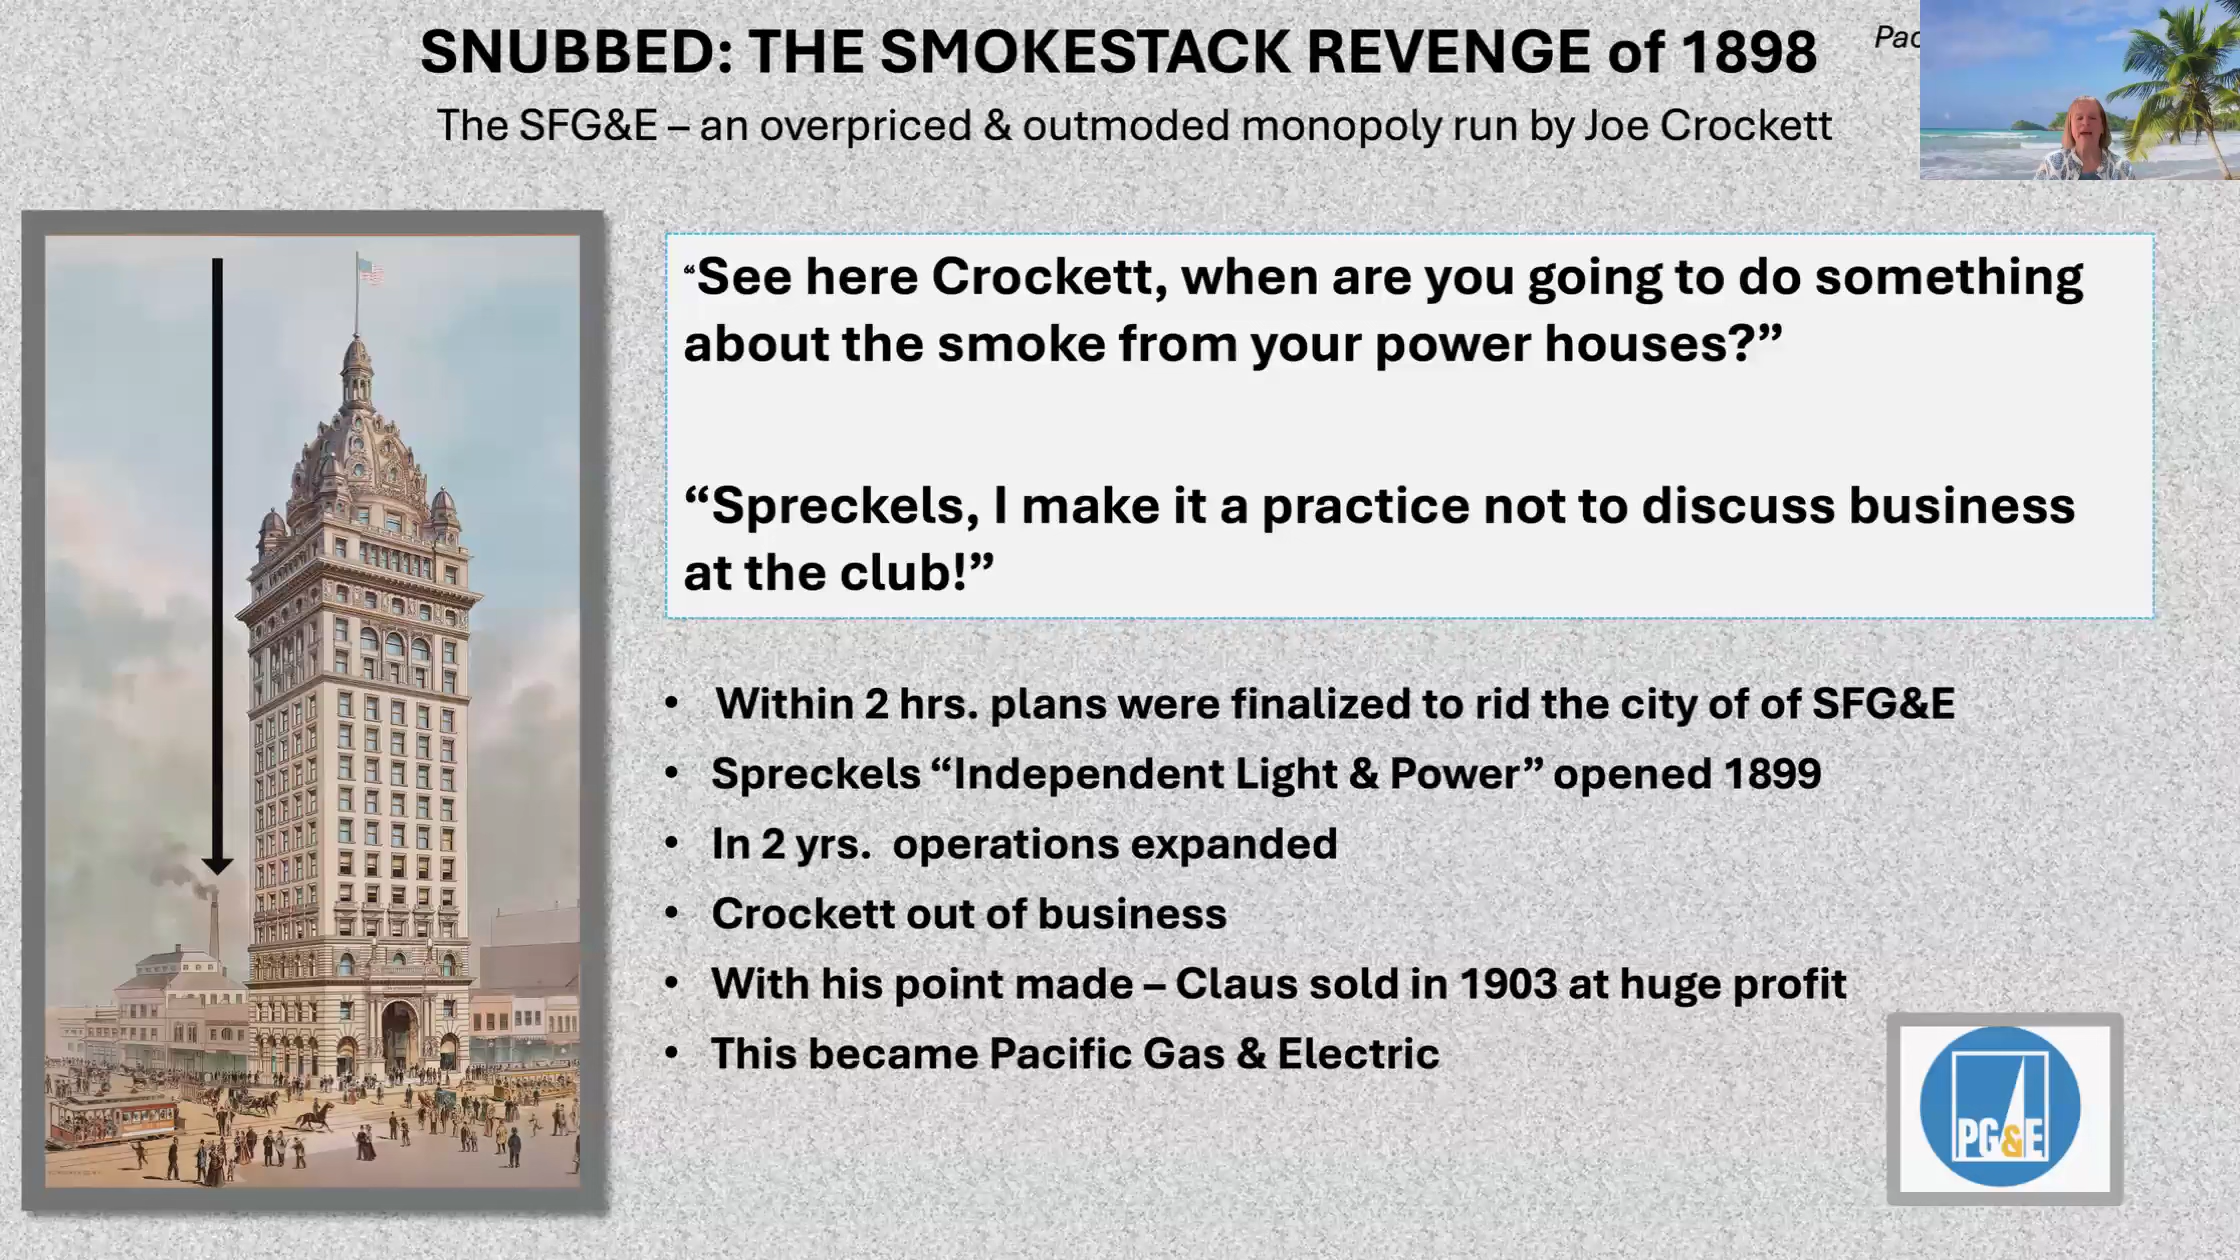 SNUBBED: THE SMOKESTACK REVENGE of 1898
The SFG&E – an overpriced & outmoded monopoly run by Joe Crockett
“See here Crockett, when are you going to do something
about the smoke from your power houses?”
“Spreckels, I make it a practice not to discuss business
at the club!”
• Within 2 hrs. plans were finalized to rid the city of of SFG&E
• Spreckels “Independent Light & Power” opened 1899
• In 2 yrs.  operations expanded
• Crockett out of business
• With his point made – Claus sold in 1903 at huge profit
• This became Pacific Gas & Electric
PG&E